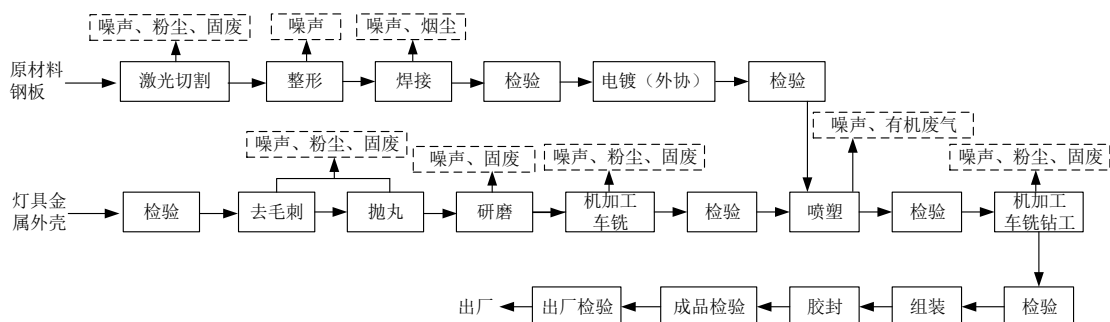 噪声、粉尘、固废
噪声
噪声、烟尘
原材料
钢板
激光切割
整形
焊接
检验
电镀（外协）
检验
噪声、有机废气
噪声、粉尘、固废
噪声、固废
噪声、粉尘、固废
噪声、粉尘、固废
灯具金
属外壳
检验
去毛刺
抛丸
研磨
机加工
车铣
检验
喷塑
检验
机加工
车铣钻工
出厂
出厂检验
成品检验
胶封
组装
检验